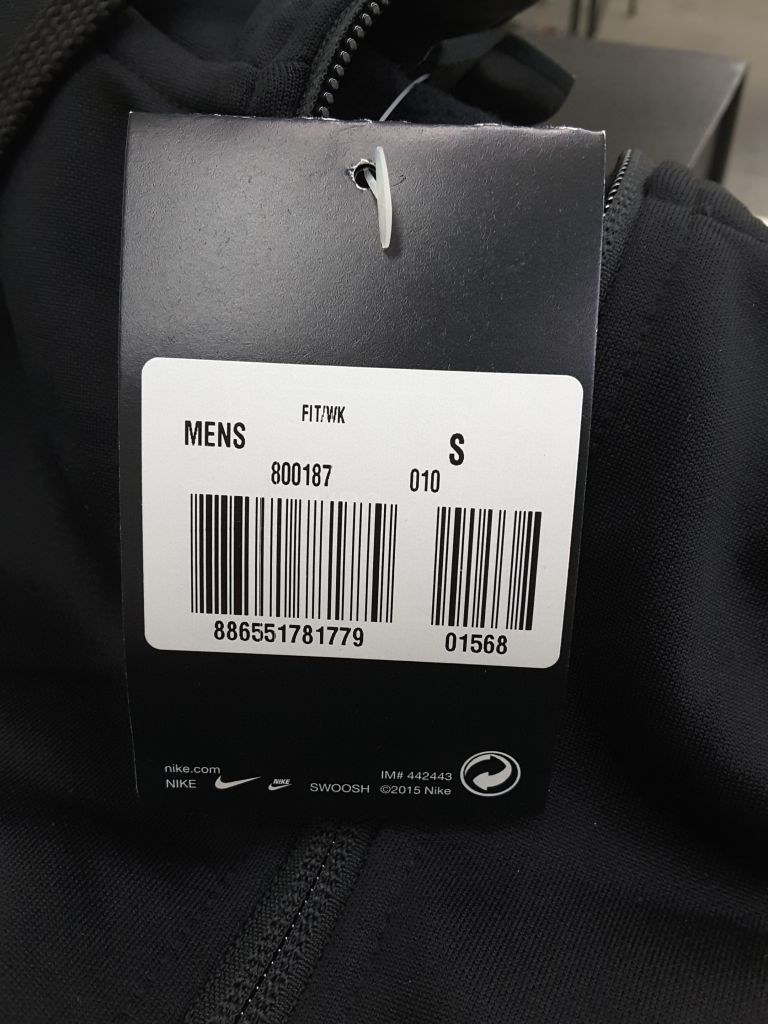 FIT/WK
MENS S
800187 010
886551781779 01568
nike.com
NIKE NIKE SWOOSH IM# 442443
©2015 Nike